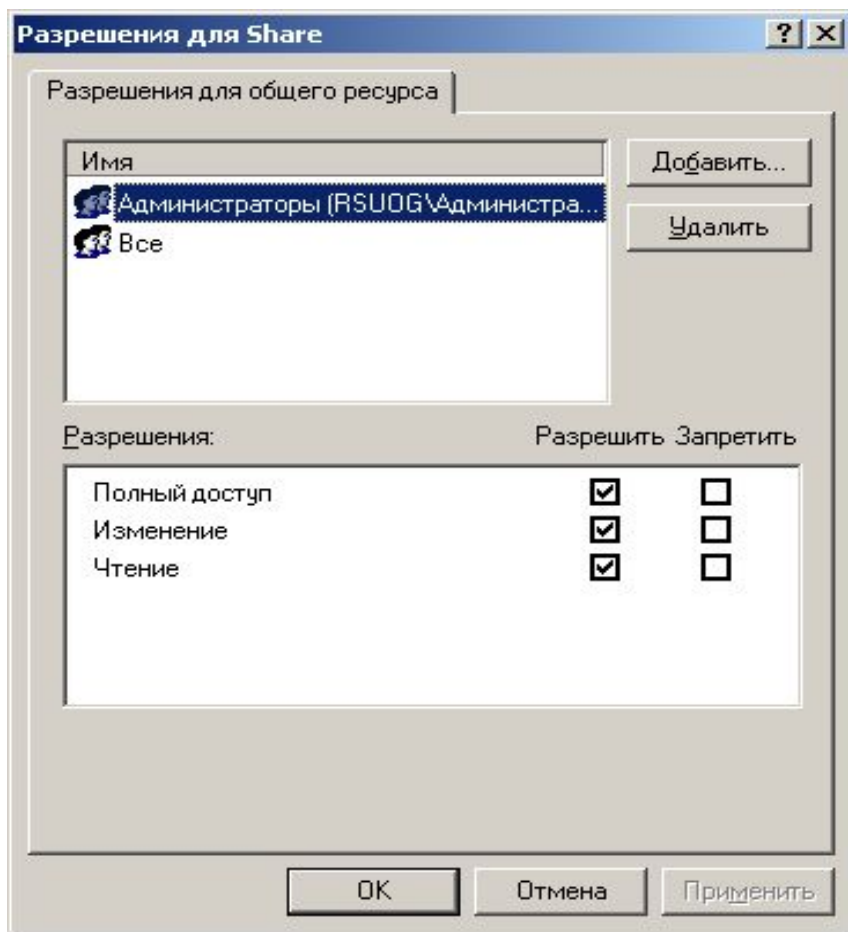 Разрешения для Share
Разрешения для общего ресурса
Имя
Администраторы (RSUOG\Администра...
Все
Добавить...
Удалить
Разрешения: Разрешить Запретить
Полный доступ
Изменение
Чтение
OK Отмена Применить